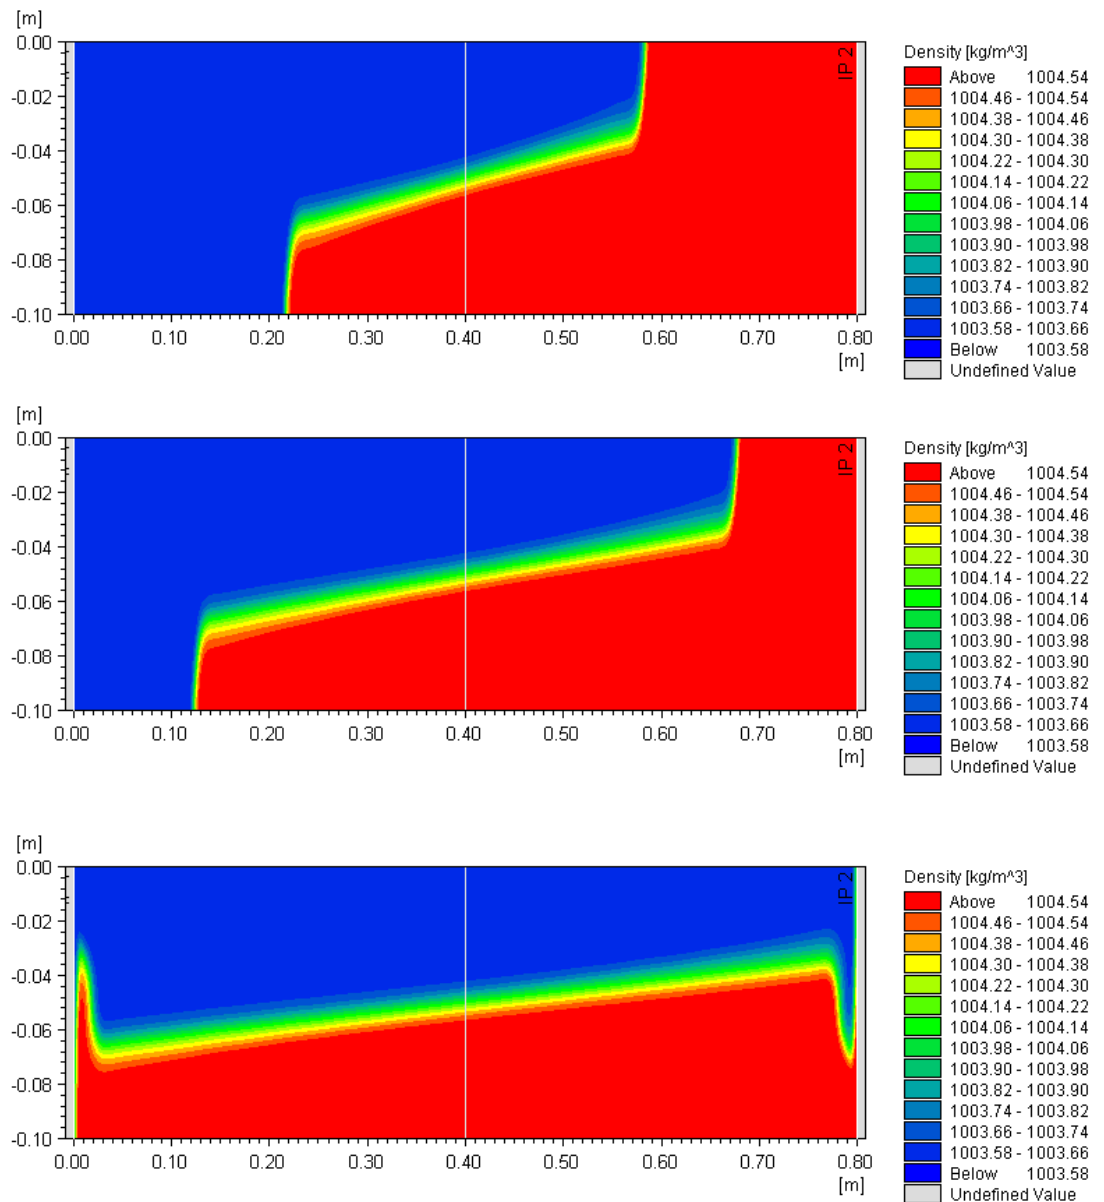 [m]
0.00
-0.02
-0.04
-0.06
-0.08
-0.10
0.00 0.10 0.20 0.30 0.40 0.50 0.60 0.70 0.80
[m]
IP 2
Density [kg/m^3]
Above 1004.54
1004.46 - 1004.54
1004.38 - 1004.46
1004.30 - 1004.38
1004.22 - 1004.30
1004.14 - 1004.22
1004.06 - 1004.14
1003.98 - 1004.06
1003.90 - 1003.98
1003.82 - 1003.90
1003.74 - 1003.82
1003.66 - 1003.74
1003.58 - 1003.66
Below 1003.58
Undefined Value
[m]
0.00
-0.02
-0.04
-0.06
-0.08
-0.10
0.00 0.10 0.20 0.30 0.40 0.50 0.60 0.70 0.80
[m]
IP 2
Density [kg/m^3]
Above 1004.54
1004.46 - 1004.54
1004.38 - 1004.46
1004.30 - 1004.38
1004.22 - 1004.30
1004.14 - 1004.22
1004.06 - 1004.14
1003.98 - 1004.06
1003.90 - 1003.98
1003.82 - 1003.90
1003.74 - 1003.82
1003.66 - 1003.74
1003.58 - 1003.66
Below 1003.58
Undefined Value
[m]
0.00
-0.02
-0.04
-0.06
-0.08
-0.10
0.00 0.10 0.20 0.30 0.40 0.50 0.60 0.70 0.80
[m]
IP 2
Density [kg/m^3]
Above 1004.54
1004.46 - 1004.54
1004.38 - 1004.46
1004.30 - 1004.38
1004.22 - 1004.30
1004.14 - 1004.22
1004.06 - 1004.14
1003.98 - 1004.06
1003.90 - 1003.98
1003.82 - 1003.90
1003.74 - 1003.82
1003.66 - 1003.74
1003.58 - 1003.66
Below 1003.58
Undefined Value